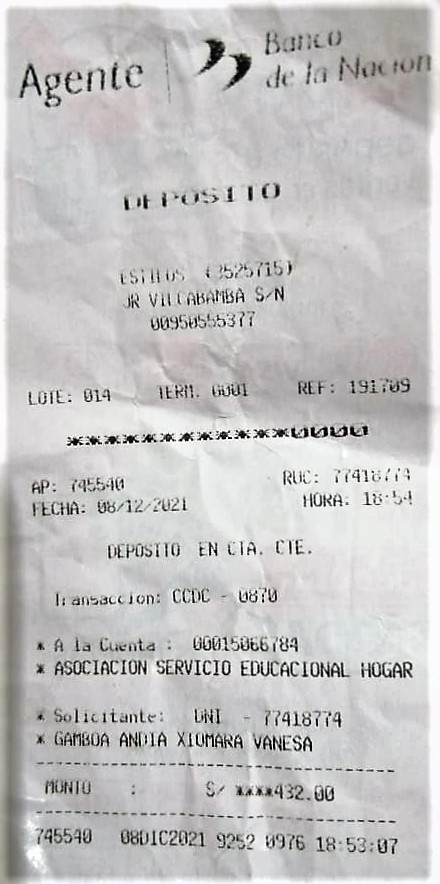 Agente Banco de la Nacion
DEPOSITO
ESTILOS (3525715)
JR VILCABAMBA S/N
00950555377
LOTE: 014 TERM. 0001 REF: 191709
****************0000
AP: 745540 RUC: 77418774
FECHA: 08/12/2021 HORA: 18:54
DEPOSITO EN CTA. CTE.
Transaccion: CCDC - 0870
* A la Cuenta : 00015066784
* ASOCIACION SERVICIO EDUCACIONAL HOGAR
* Solicitante: DNI - 77418774
* GAMBOA ANDIA XIOMARA VANESA
MONTO : S/ ****432.00
745540 08DIC2021 9252 0976 18:53:07